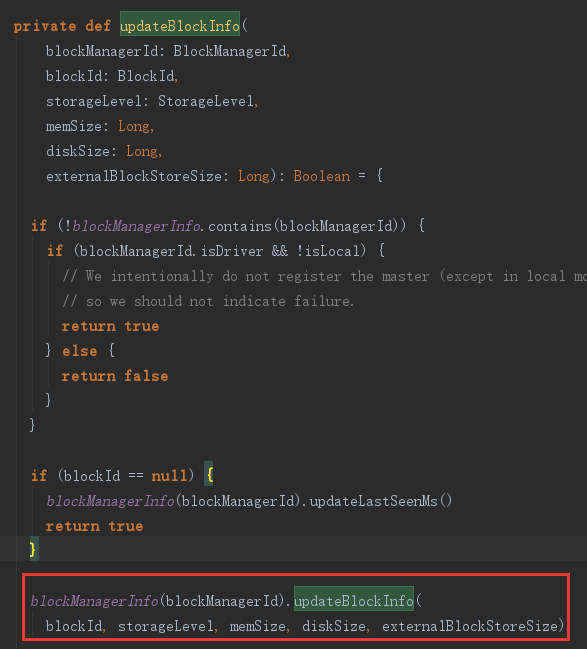 private def updateBlockInfo(
blockManagerId: BlockManagerId,
blockId: BlockId,
storageLevel: StorageLevel,
memSize: Long,
diskSize: Long,
externalBlockStoreSize: Long): Boolean = {
if (!blockManagerInfo.contains(blockManagerId)) {
if (blockManagerId.isDriver && !isLocal) {
// We intentionally do not register the master (except in local mo
// so we should not indicate failure.
return true
} else {
return false
}
}
if (blockId == null) {
blockManagerInfo(blockManagerId).updateLastSeenMs()
return true
}
blockManagerInfo(blockManagerId).updateBlockInfo(
blockId, storageLevel, memSize, diskSize, externalBlockStoreSize)